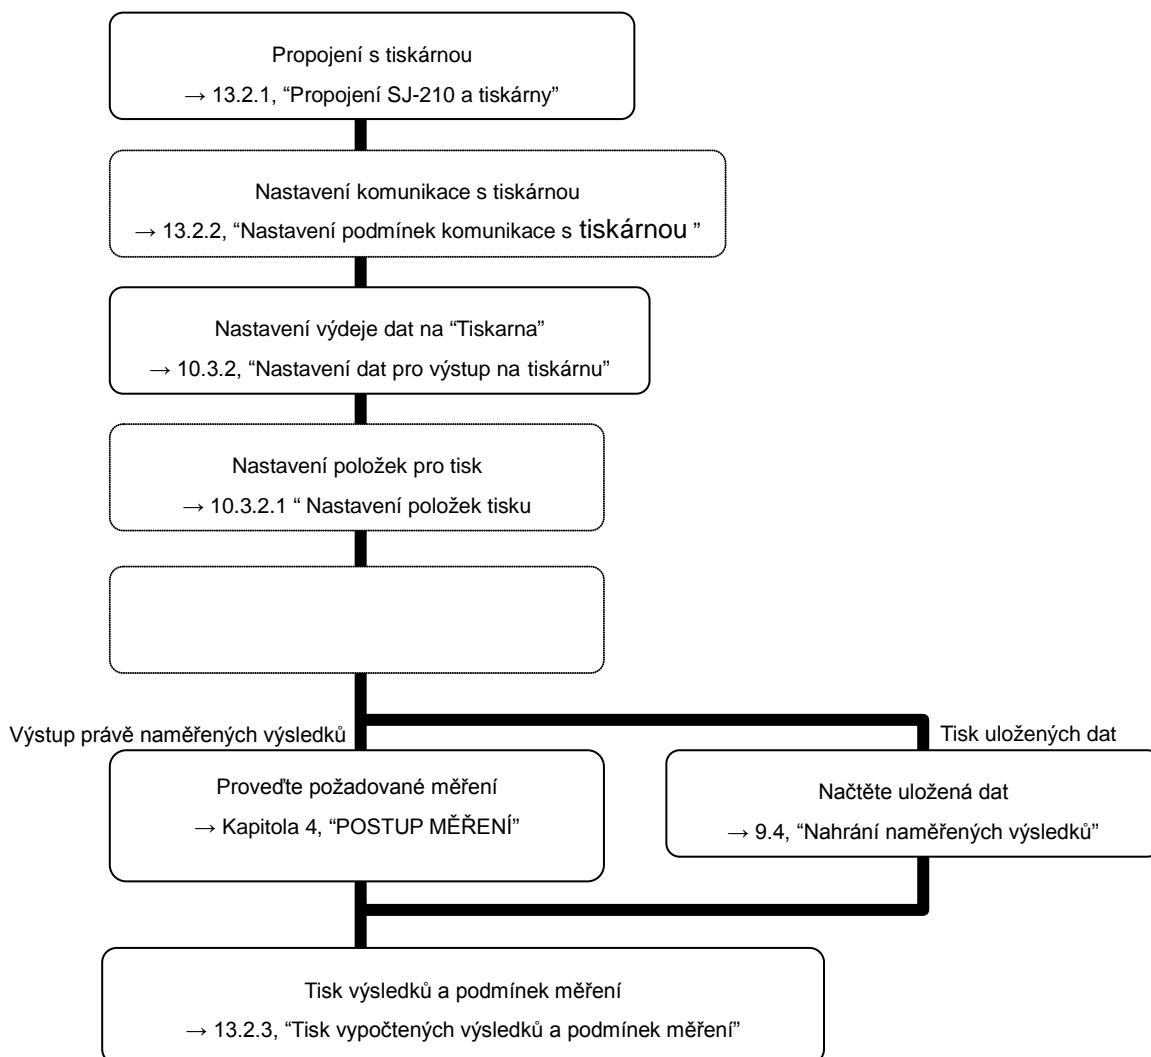 Propojení s tiskárnou
→ 13.2.1, “Propojení SJ-210 a tiskárny”
Nastavení komunikace s tiskárnou
→ 13.2.2, “Nastavení podmínek komunikace s tiskárnou ”
Nastavení výdeje dat na “Tiskarna”
→ 10.3.2, “Nastavení dat pro výstup na tiskárnu”
Nastavení položek pro tisk
→ 10.3.2.1 “ Nastavení položek tisku
Výstup právě naměřených výsledků
Tisk uložených dat
Proveďte požadované měření
→ Kapitola 4, “POSTUP MĚŘENÍ”
Načtěte uložená dat
→ 9.4, “Nahrání naměřených výsledků”
Tisk výsledků a podmínek měření
→ 13.2.3, “Tisk vypočtených výsledků a podmínek měření”